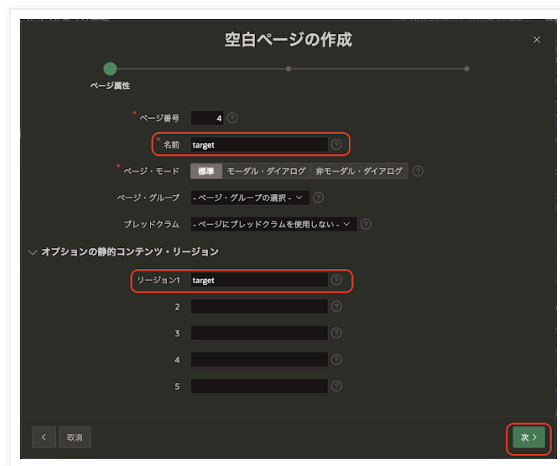 空白ページの作成
ページ属性
* ページ番号 4
* 名前 target
* ページ・モード 標準 モーダル・ダイアログ 非モーダル・ダイアログ
ページ・グループ - ページ・グループの選択 -
ブレッドクラム - ページにブレッドクラムを使用しない -
オプションの静的コンテンツ・リージョン
リージョン1 target
2
3
4
5
取消
次 >